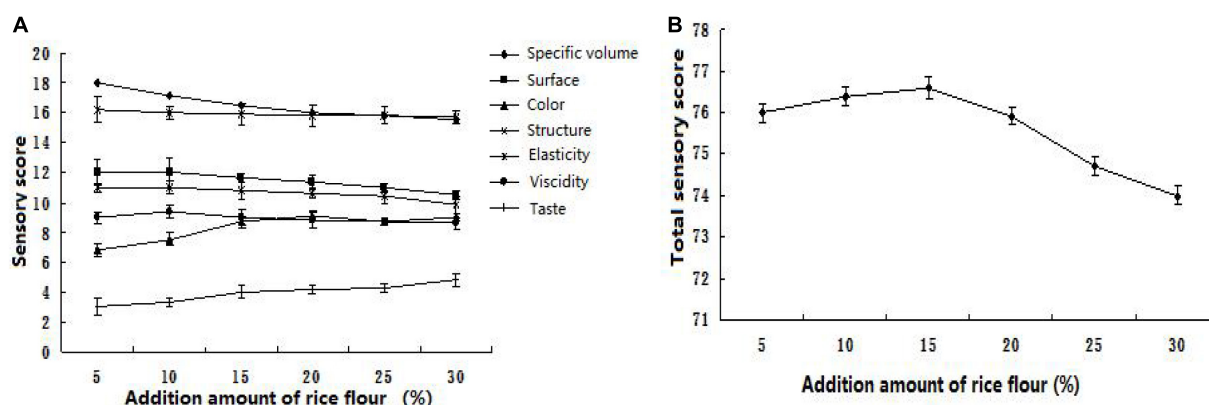 A
20
18
16
14
12
10
8
6
4
2
0
Sensory score
5 10 15 20 25 30
Addition amount of rice flour (%)
Specific volume
Surface
Color
Structure
Elasticity
Viscidity
Taste
B
78
77
76
75
74
73
72
71
Total sensory score
5 10 15 20 25 30
Addition amount of rice flour (%)